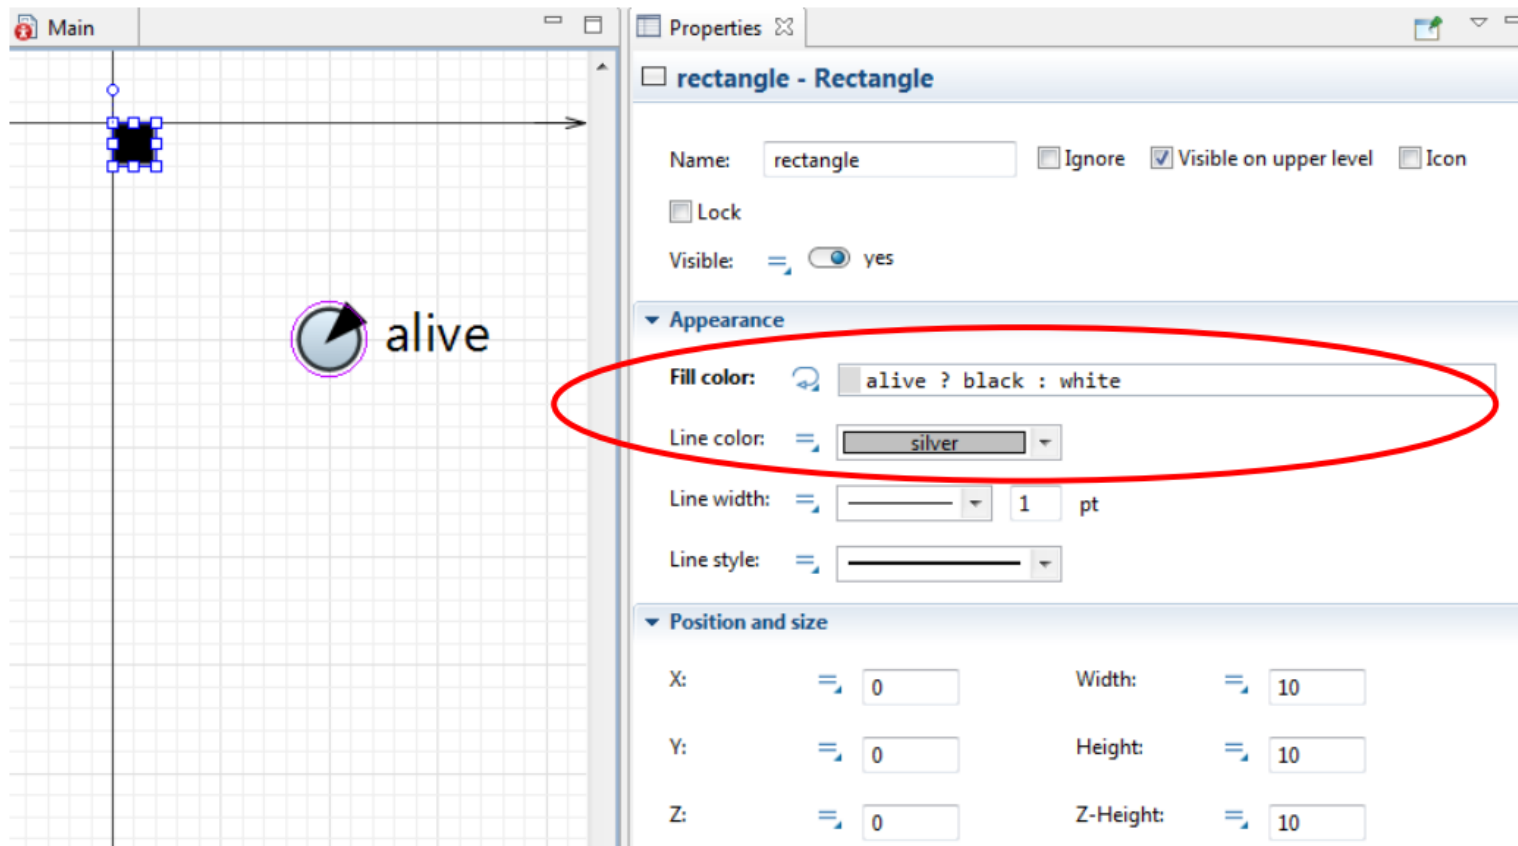 Main
Properties
rectangle - Rectangle
Name: rectangle Ignore Visible on upper level Icon
Lock
Visible: yes
alive
Appearance
Fill color: alive ? black : white
Line color: silver
Line width: 1 pt
Line style:
Position and size
X: 0 Width: 10
Y: 0 Height: 10
Z: 0 Z-Height: 10